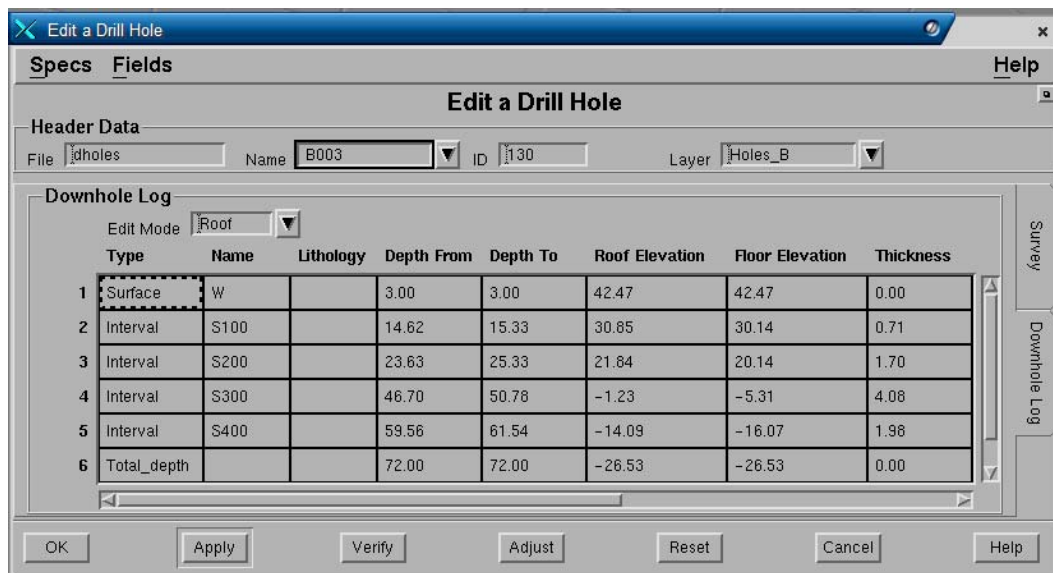 Edit a Drill Hole
Specs Fields Help
Edit a Drill Hole
Header Data
File dholes Name B003 ID 130 Layer Holes_B
Downhole Log
Edit Mode Roof
Type Name Lithology Depth From Depth To Roof Elevation Floor Elevation Thickness
1 Surface W 3.00 3.00 42.47 42.47 0.00
2 Interval S100 14.62 15.33 30.85 30.14 0.71
3 Interval S200 23.63 25.33 21.84 20.14 1.70
4 Interval S300 46.70 50.78 -1.23 -5.31 4.08
5 Interval S400 59.56 61.54 -14.09 -16.07 1.98
6 Total_depth 72.00 72.00 -26.53 -26.53 0.00
Survey
Downhole Log
OK Apply Verify Adjust Reset Cancel Help